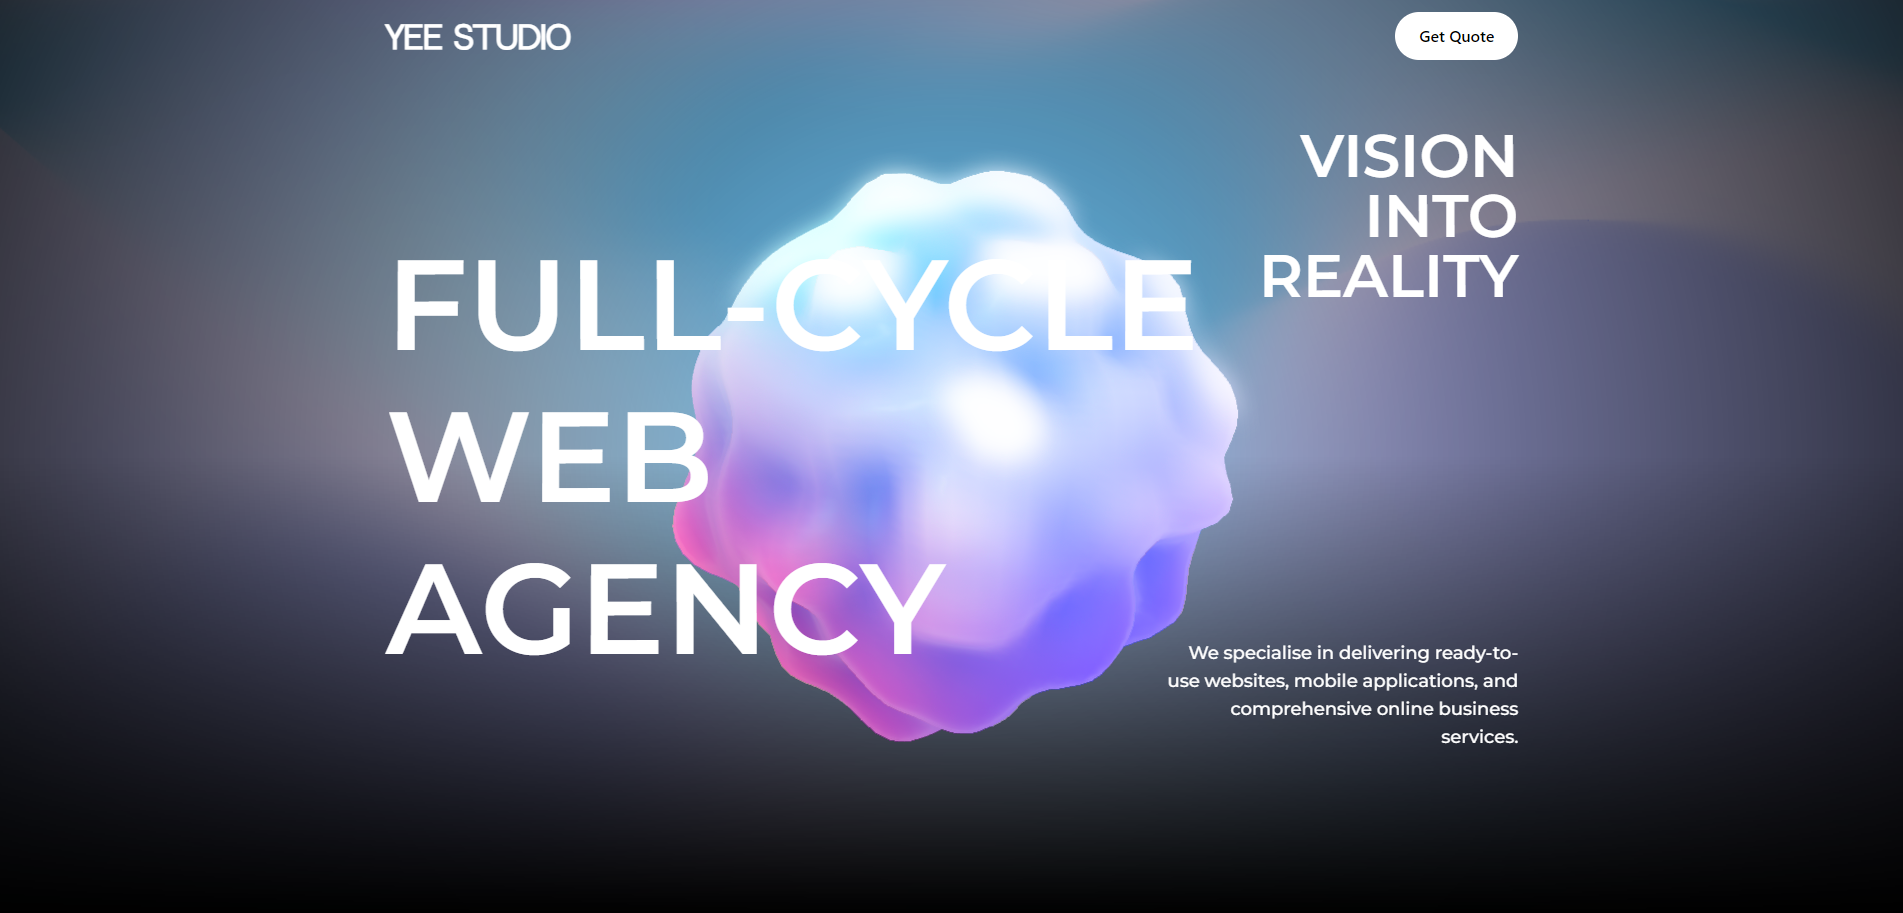 YEE STUDIO
Get Quote
VISION
INTO
REALITY
FULL-CYCLE
WEB
AGENCY
We specialise in delivering ready-to-
use websites, mobile applications, and
comprehensive online business
services.